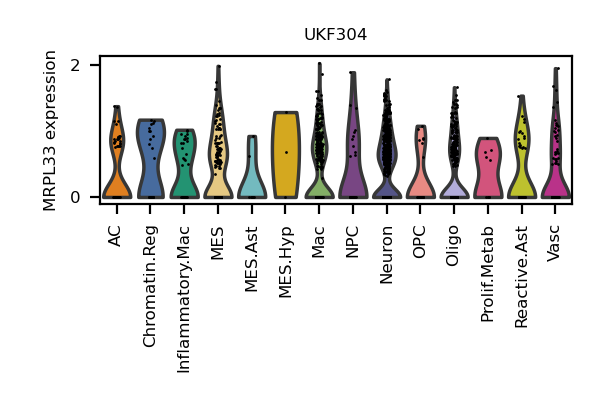 UKF304
MRPL33 expression
2
0
AC
Chromatin.Reg
Inflammatory.Mac
MES
MES.Ast
MES.Hyp
Mac
NPC
Neuron
OPC
Oligo
Prolif.Metab
Reactive.Ast
Vasc